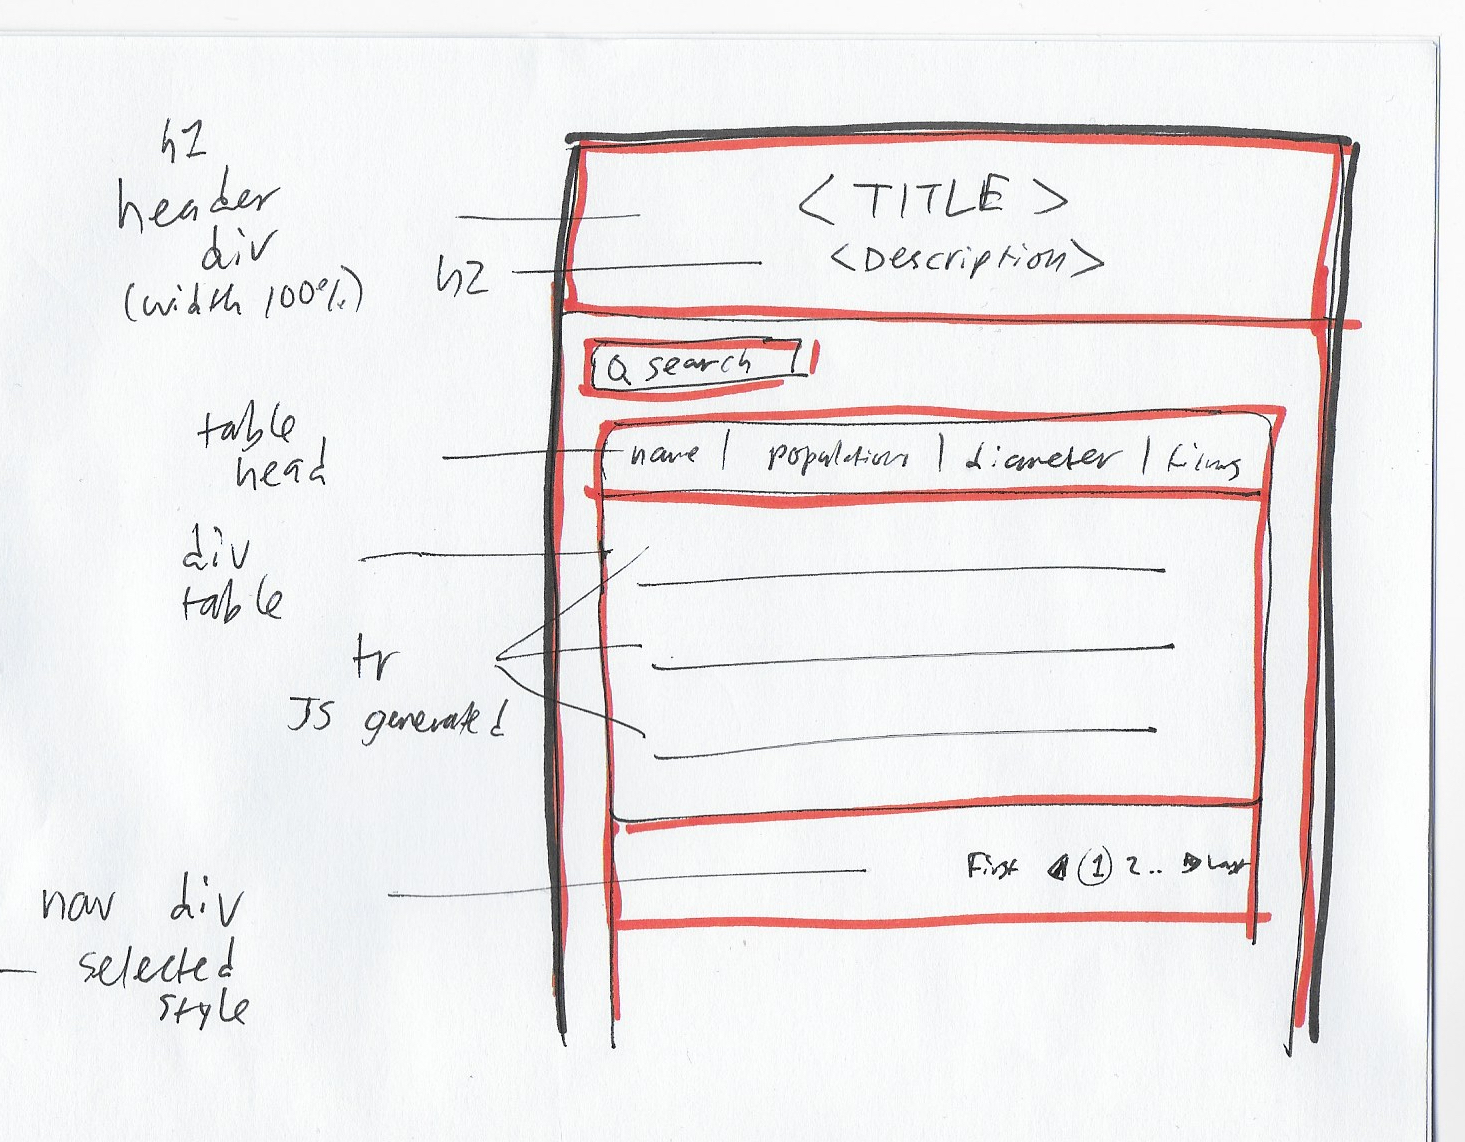 h1
header
div
(width 100%)
h2
<TITLE>
<Description>
search
table
head
name | population | diameter | films
div
table
tr
JS generated
First ◀ 1 2.. ▶ Last
nav div
- selected
style